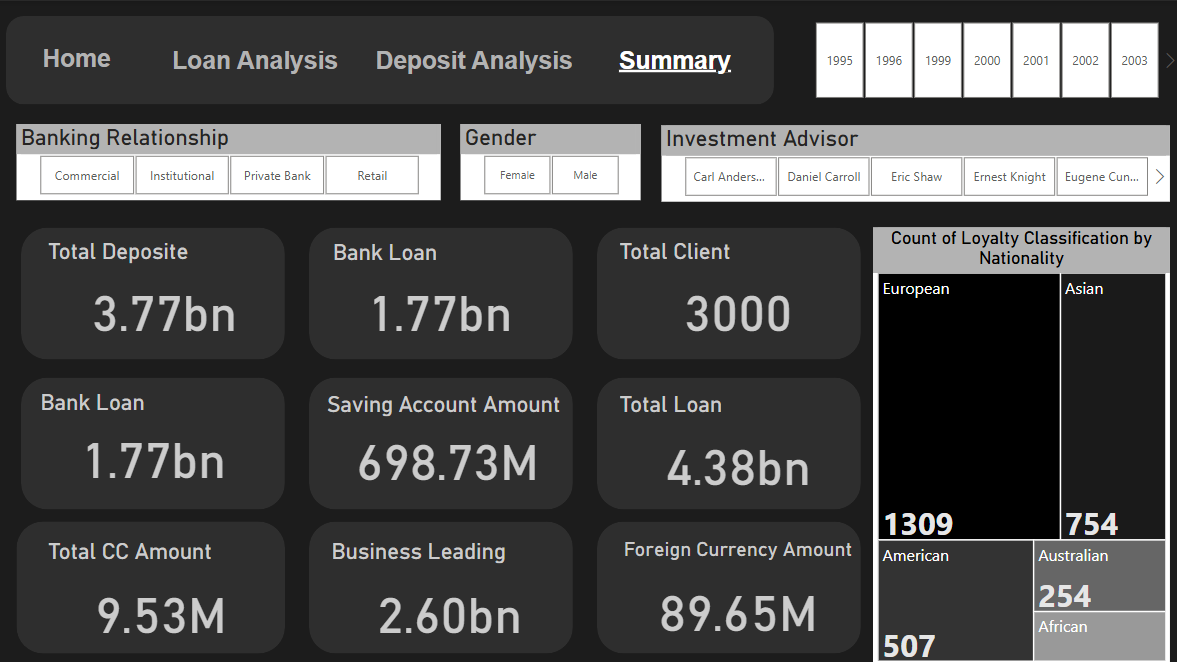 Home
Loan Analysis
Deposit Analysis
Summary
1995
1996
1999
2000
2001
2002
2003
Banking Relationship
Commercial
Institutional
Private Bank
Retail
Gender
Female
Male
Investment Advisor
Carl Anders...
Daniel Carroll
Eric Shaw
Ernest Knight
Eugene Cun...
Total Deposite
3.77bn
Bank Loan
1.77bn
Total Client
3000
Bank Loan
1.77bn
Saving Account Amount
698.73M
Total Loan
4.38bn
Total CC Amount
9.53M
Business Leading
2.60bn
Foreign Currency Amount
89.65M
Count of Loyalty Classification by
Nationality
European
1309
Asian
754
American
507
Australian
254
African